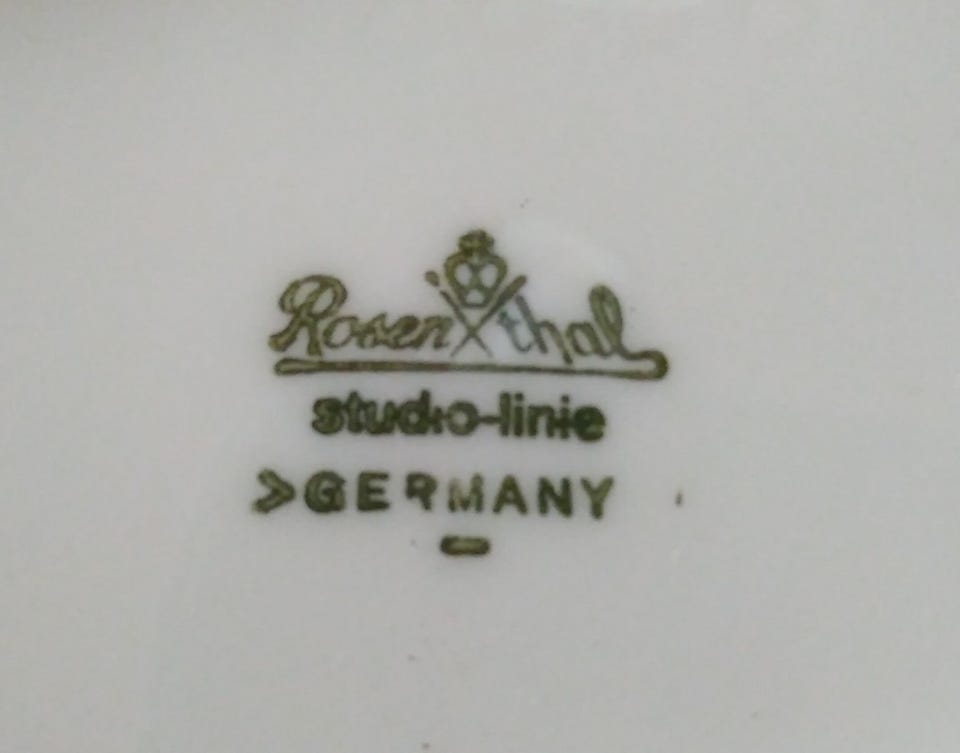 Rosenthal
studio-linie
>GERMANY